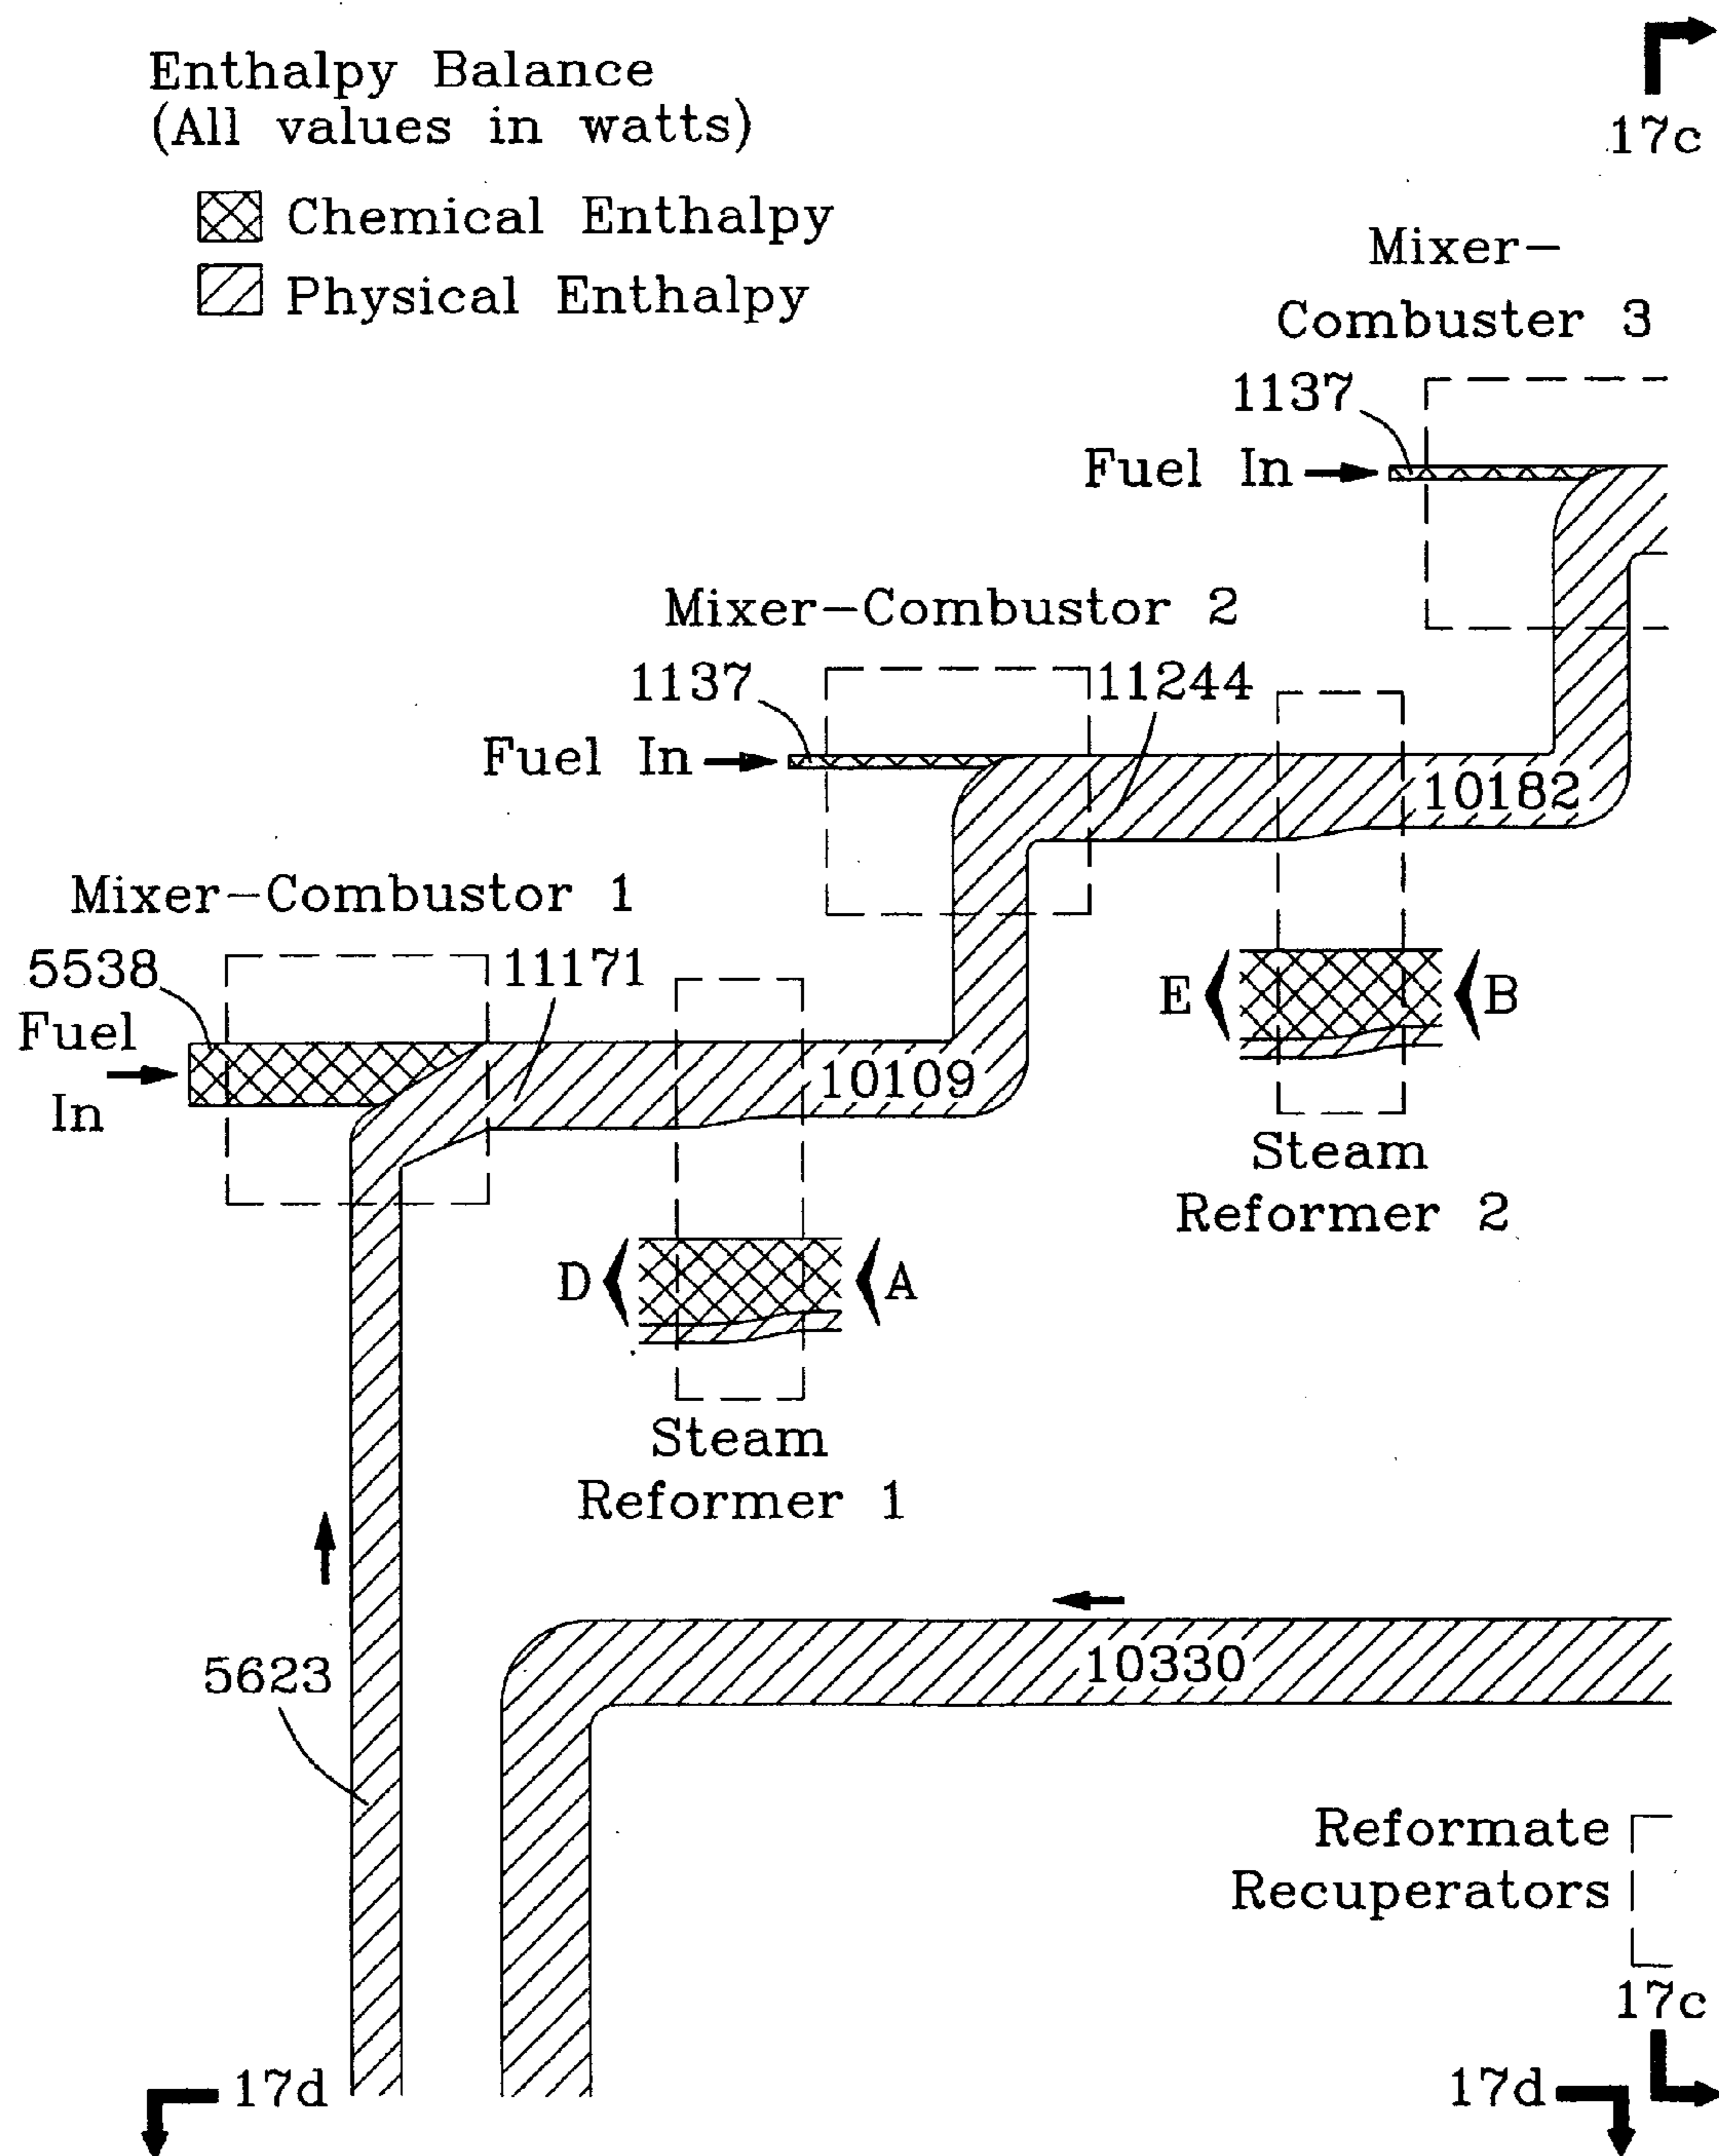 Enthalpy Balance
(All values in watts)
Chemical Enthalpy
Physical Enthalpy
17c
Mixer-
Combuster 3
1137
Fuel In
Mixer-Combustor 2
1137
11244
Fuel In
10182
Mixer-Combustor 1
5538
11171
Fuel
In
10109
E
B
Steam
Reformer 2
D
A
Steam
Reformer 1
5623
10330
Reformate
Recuperators
17c
17d
17d